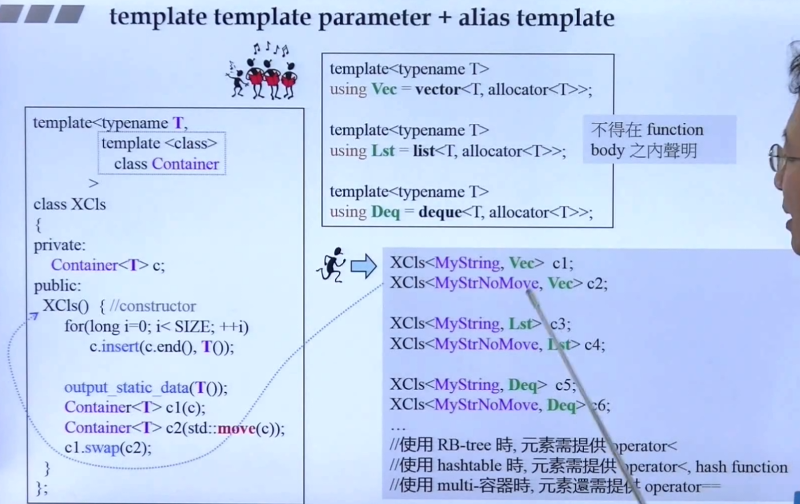 template template parameter + alias template
template<typename T,
template <class>
class Container
>
class XCls
{
private:
Container<T> c;
public:
XCls() { //constructor
for(long i=0; i< SIZE; ++i)
c.insert(c.end(), T());
output_static_data(T());
Container<T> c1(c);
Container<T> c2(std::move(c));
c1.swap(c2);
}
};
template<typename T>
using Vec = vector<T, allocator<T>>;
template<typename T>
using Lst = list<T, allocator<T>>;
template<typename T>
using Deq = deque<T, allocator<T>>;
不得在 function
body 之內聲明
XCls<MyString, Vec> c1;
XCls<MyStrNoMove, Vec> c2;
XCls<MyString, Lst> c3;
XCls<MyStrNoMove, Lst> c4;
XCls<MyString, Deq> c5;
XCls<MyStrNoMove, Deq> c6;
...
//使用 RB-tree 時, 元素需提供 operator<
//使用 hashtable 時, 元素需提供 operator<, hash function
//使用 multi-容器時, 元素還需提供 operator==